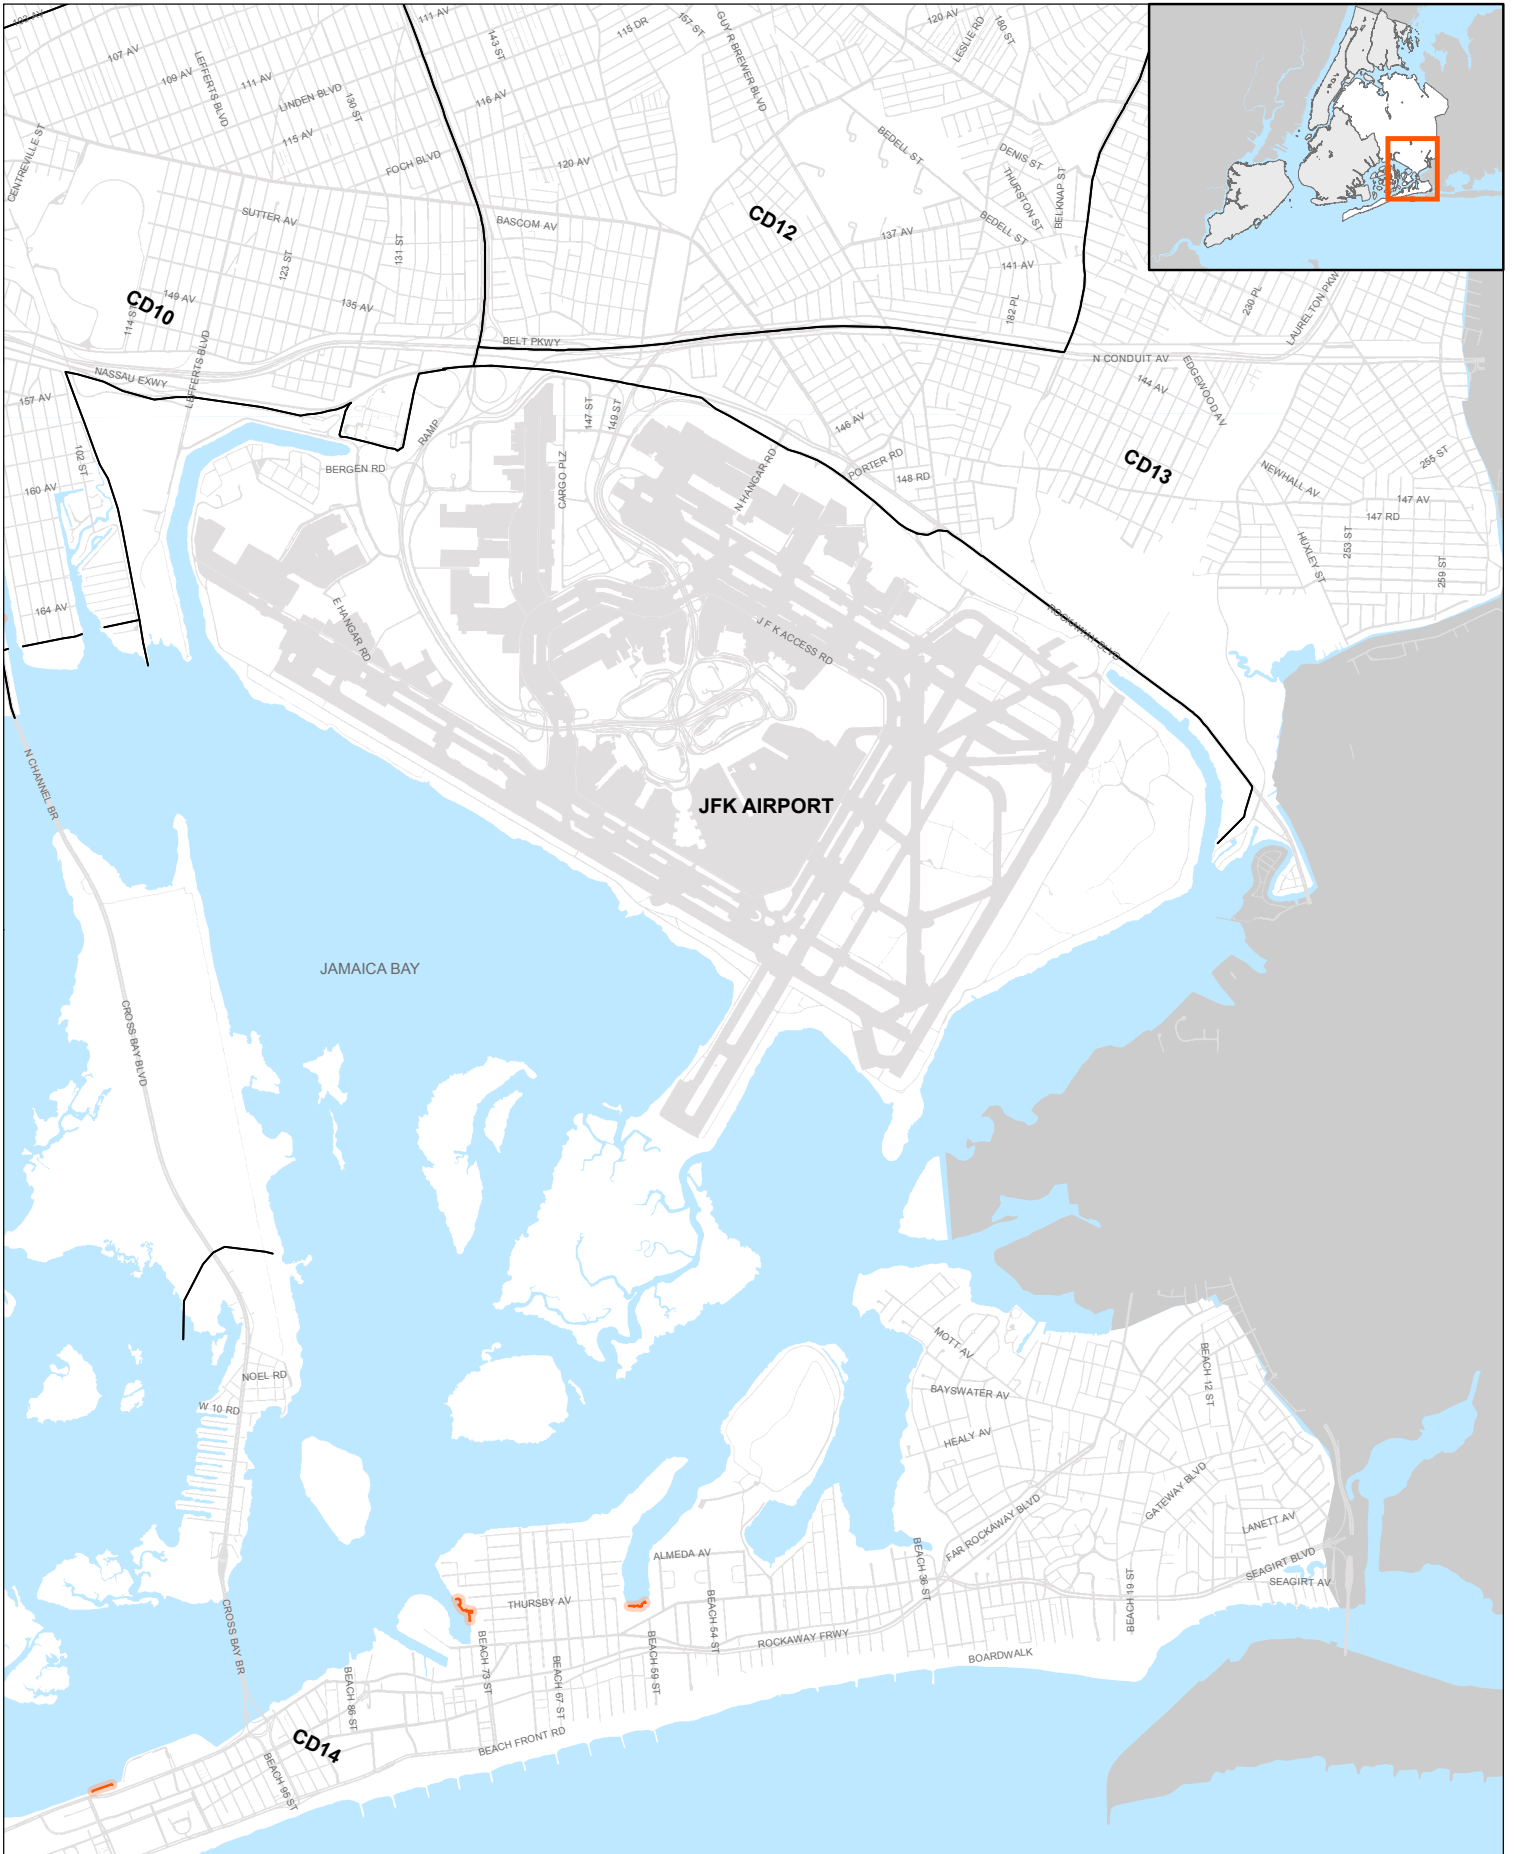 103 AV
107 AV
109 AV
LEFFERTS BLVD
111 AV
LINDEN BLVD
130 ST
115 AV
FOCH BLVD
111 AV
143 ST
116 AV
120 AV
115 DR
157 ST
GUY R BREWER BLVD
120 AV
LESLIE RD
180 ST
BEDELL ST
DENIS ST
THURSTON ST
BELKNAP ST
BEDELL ST
137 AV
141 AV
182 PL
CENTREVILLE ST
SUTTER AV
123 ST
131 ST
BASCOM AV
CD12
CD10
149 AV
114 ST
135 AV
LEFFERTS BLVD
BELT PKWY
NASSAU EXWY
157 AV
102 ST
160 AV
164 AV
230 PL
LAURELTON PKW
N CONDUIT AV
144 AV
EDGEWOOD AV
CD13
NEWHALL AV
255 ST
147 AV
147 RD
253 ST
259 ST
HUXLEY ST
RAMP
BERGEN RD
147 ST
149 ST
CARGO PLZ
N HANGAR RD
146 AV
PORTER RD
148 RD
E HANGAR RD
J F K ACCESS RD
ROCKAWAY BLVD
JFK AIRPORT
N CHANNEL BR
JAMAICA BAY
CROSS BAY BLVD
NOEL RD
W 10 RD
CROSS BAY BR
MOTT AV
BAYSWATER AV
HEALY AV
BEACH 12 ST
GATEWAY BLVD
LANETT AV
FAR ROCKAWAY BLVD
SEAGIRT BLVD
SEAGIRT AV
BEACH 19 ST
BEACH 36 ST
ALMEDA AV
THURSBY AV
BEACH 54 ST
BEACH 59 ST
BEACH 67 ST
BEACH 73 ST
ROCKAWAY FRWY
BOARDWALK
BEACH 86 ST
BEACH FRONT RD
CD14
BEACH 95 ST